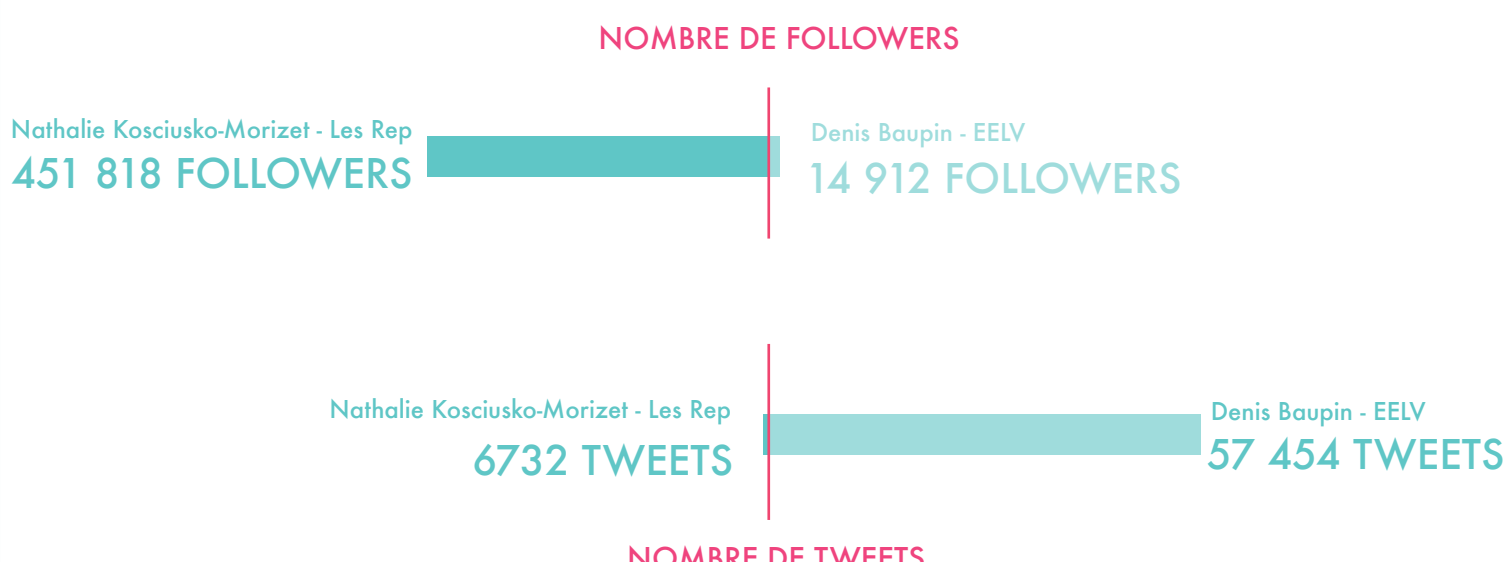 NOMBRE DE FOLLOWERS
Nathalie Kosciusko-Morizet - Les Rep
451 818 FOLLOWERS
Denis Baupin - EELV
14 912 FOLLOWERS
Nathalie Kosciusko-Morizet - Les Rep
6732 TWEETS
Denis Baupin - EELV
57 454 TWEETS
NOMBRE DE TWEETS